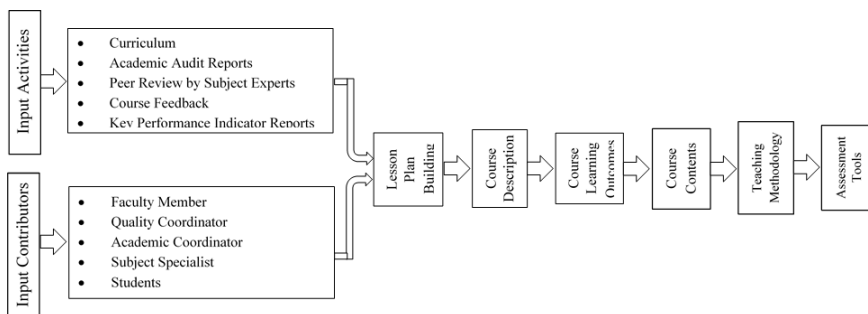 Input Activities
• Curriculum
• Academic Audit Reports
• Peer Review by Subject Experts
• Course Feedback
• Key Performance Indicator Reports
Input Contributors
• Faculty Member
• Quality Coordinator
• Academic Coordinator
• Subject Specialist
• Students
Lesson
Plan
Building
Course
Description
Course
Learning
Outcomes
Course
Contents
Teaching
Methodology
Assessment
Tools